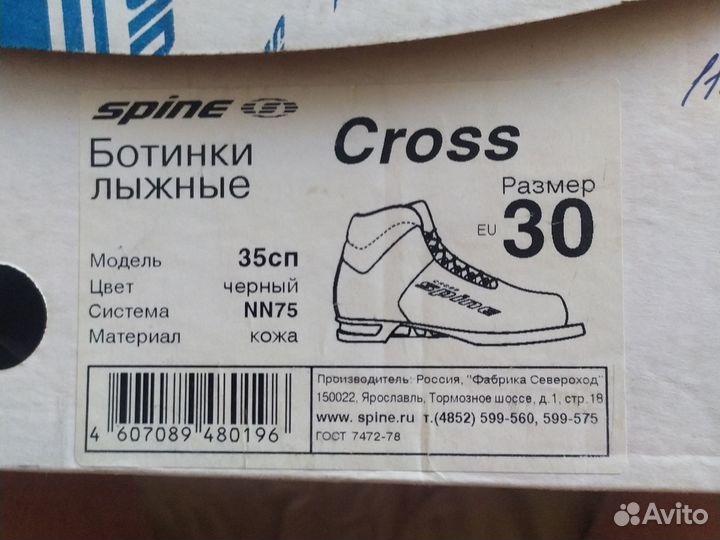 spine
Cross
Ботинки
лыжные
Размер
EU 30
Модель 35сп
Цвет черный
Система NN75
Материал кожа
cross
spine
4 607089 480196
Производитель: Россия, "Фабрика Североход"
150022, Ярославль, Тормозное шоссе, д.1, стр.18
www. spine.ru т.(4852) 599-560, 599-575
ГОСТ 7472-78
Avito